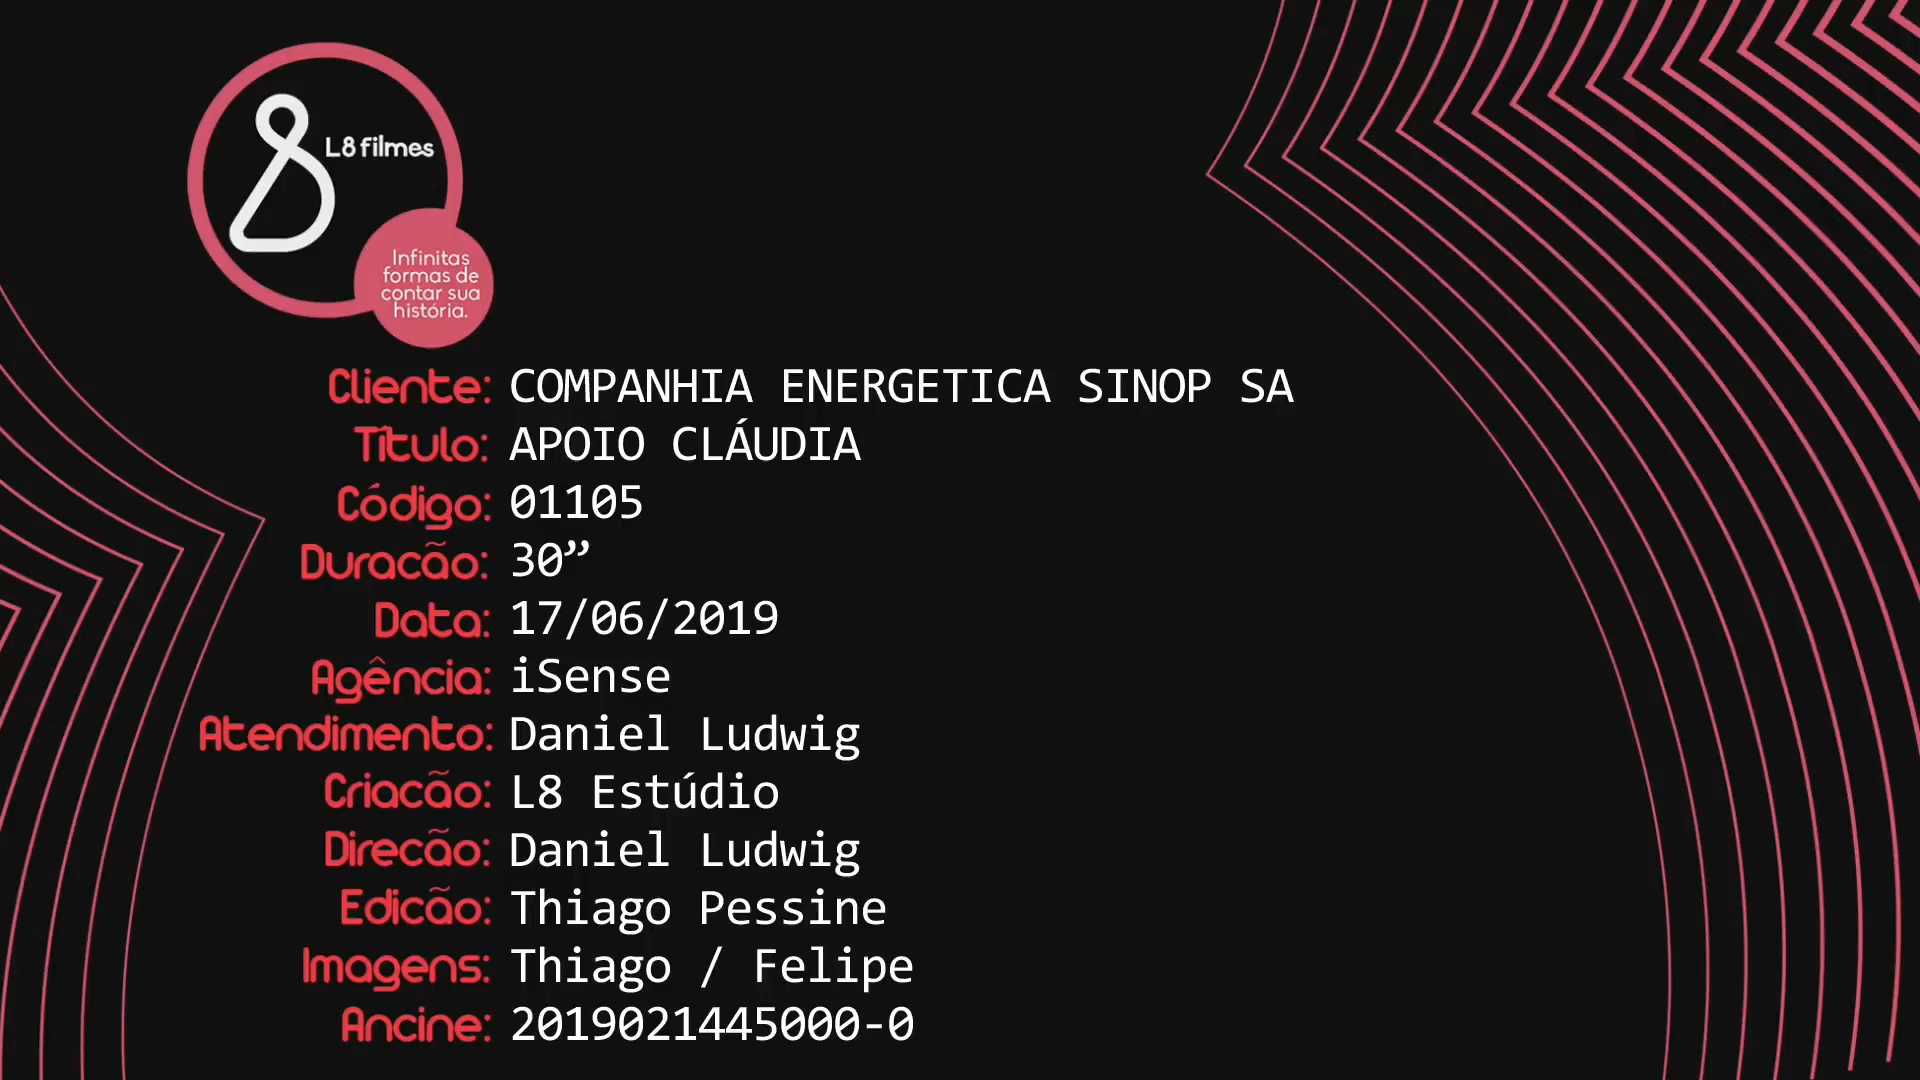 L8 filmes
Infinitas
formas de
contar sua
história.
Cliente: COMPANHIA ENERGETICA SINOP SA
Título: APOIO CLÁUDIA
Código: 01105
Duracão: 30”
Data: 17/06/2019
Agência: iSense
Atendimento: Daniel Ludwig
Criacão: L8 Estúdio
Direcão: Daniel Ludwig
Edicão: Thiago Pessine
Imagens: Thiago / Felipe
Ancine: 2019021445000-0